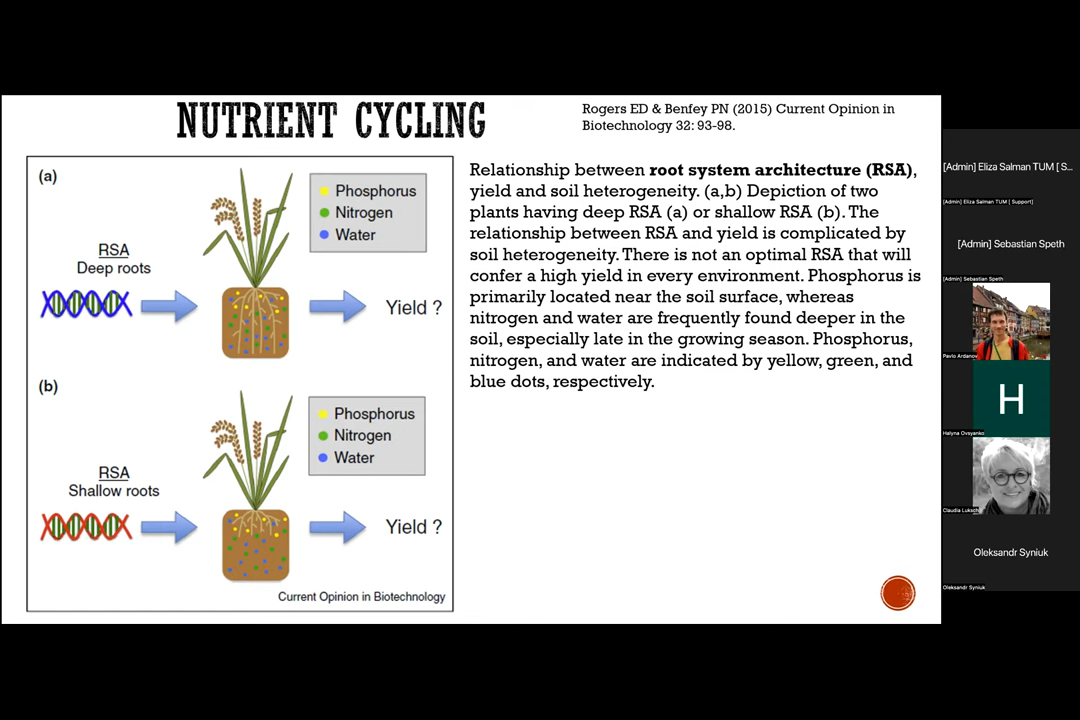 NUTRIENT CYCLING
Rogers ED & Benfey PN (2015) Current Opinion in
Biotechnology 32: 93-98.
(a)
Phosphorus
Nitrogen
Water
RSA
Deep roots
Yield ?
(b)
Phosphorus
Nitrogen
Water
RSA
Shallow roots
Yield ?
Current Opinion in Biotechnology
Relationship between root system architecture (RSA),
yield and soil heterogeneity. (a,b) Depiction of two
plants having deep RSA (a) or shallow RSA (b). The
relationship between RSA and yield is complicated by
soil heterogeneity. There is not an optimal RSA that will
confer a high yield in every environment. Phosphorus is
primarily located near the soil surface, whereas
nitrogen and water are frequently found deeper in the
soil, especially late in the growing season. Phosphorus,
nitrogen, and water are indicated by yellow, green, and
blue dots, respectively.
[Admin] Eliza Salman TUM [ S...
[Admin] Eliza Salman TUM [ Support]
[Admin] Sebastian Speth
[Admin] Sebastian Speth
Pavlo Ardanov
H
Halyna Ovsyanko
Claudia Luksch
Oleksandr Syniuk
Oleksandr Syniuk